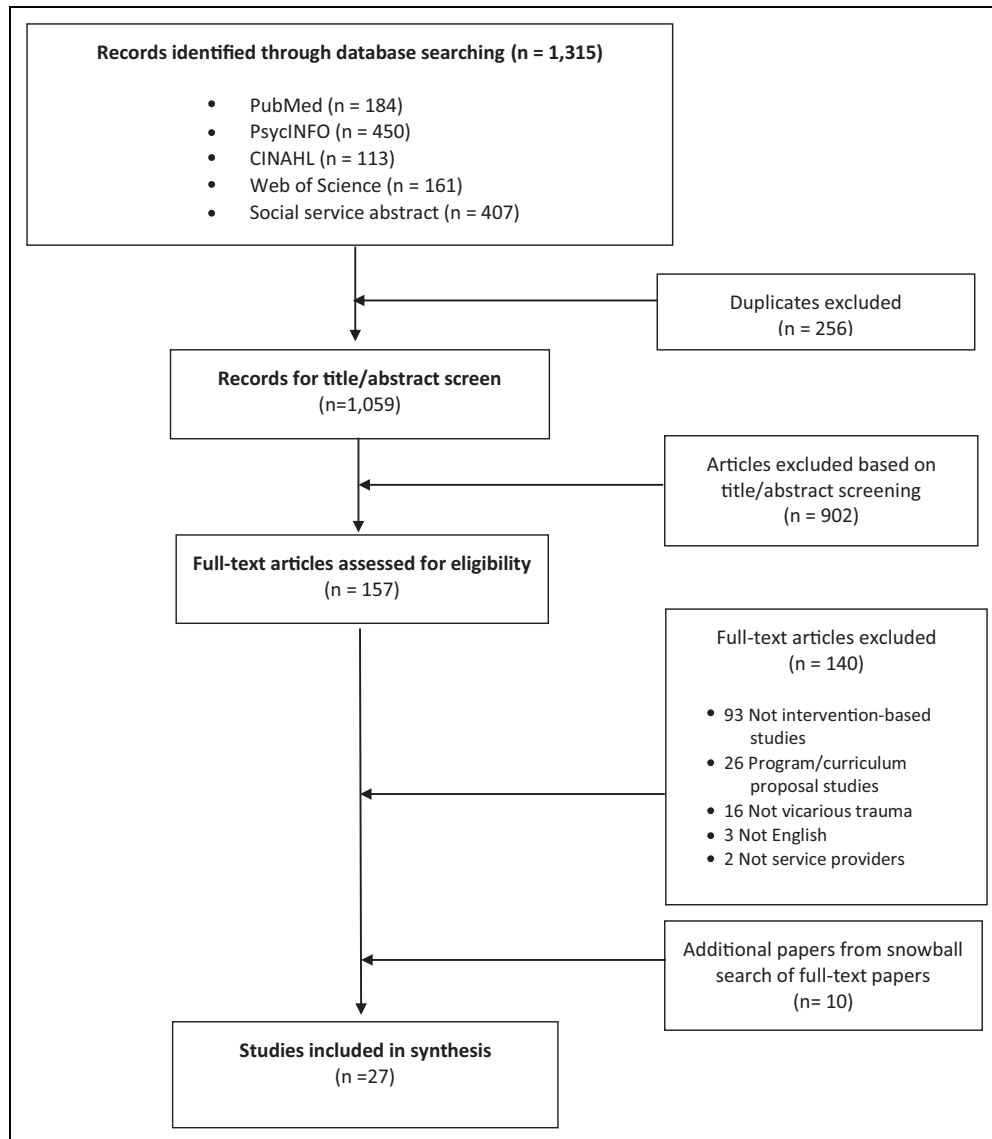 Records identified through database searching (n = 1,315)
• PubMed (n = 184)
• PsycINFO (n = 450)
• CINAHL (n = 113)
• Web of Science (n = 161)
• Social service abstract (n = 407)
Duplicates excluded
(n = 256)
Records for title/abstract screen
(n=1,059)
Articles excluded based on
title/abstract screening
(n = 902)
Full-text articles assessed for eligibility
(n = 157)
Full-text articles excluded
(n = 140)
• 93 Not intervention-based
studies
• 26 Program/curriculum
proposal studies
• 16 Not vicarious trauma
• 3 Not English
• 2 Not service providers
Additional papers from snowball
search of full-text papers
(n= 10)
Studies included in synthesis
(n =27)